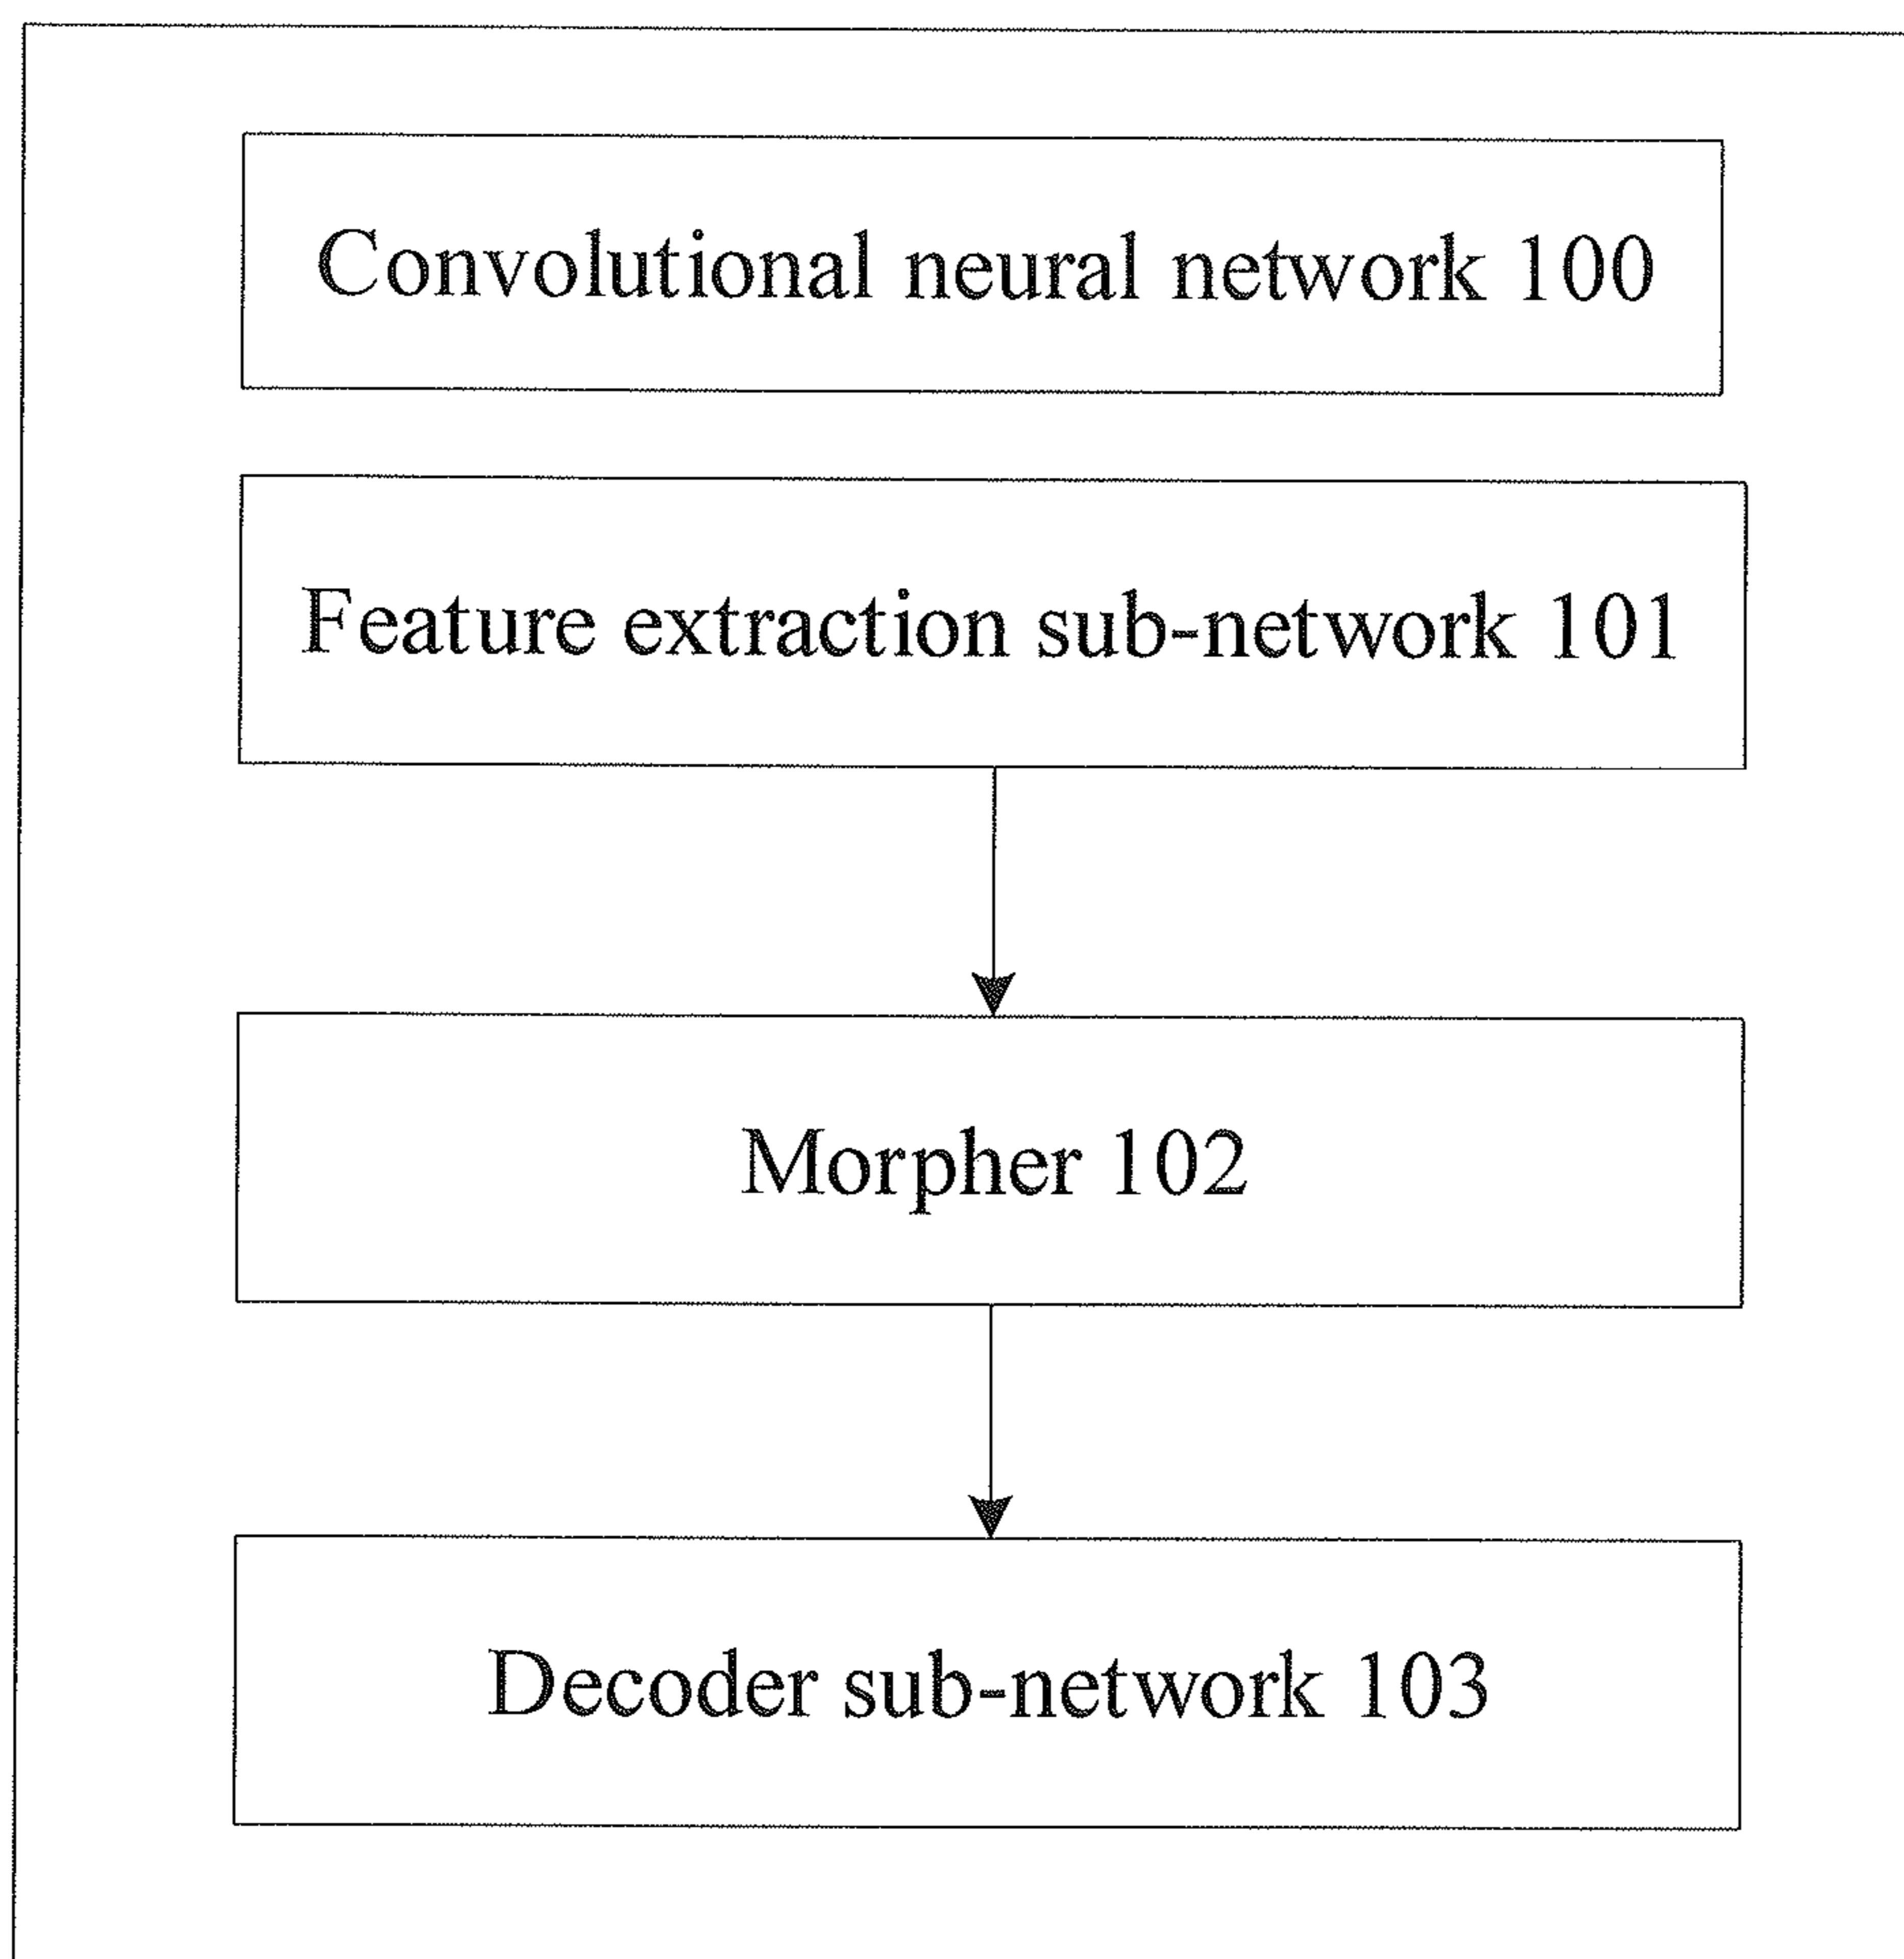 Convolutional neural network 100
Feature extraction sub-network 101
Morpher 102
Decoder sub-network 103